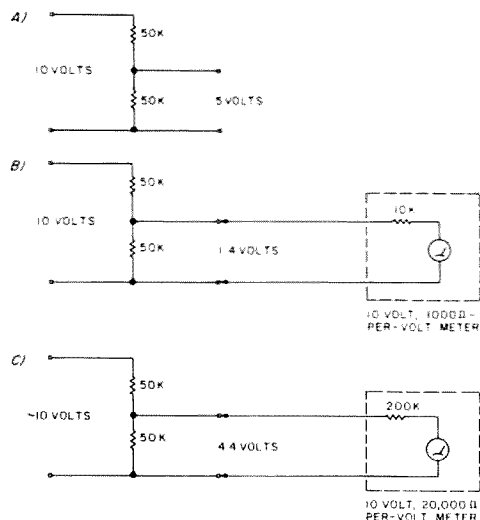 A)
50K
10 VOLTS
50K
5 VOLTS
B)
50K
10K
10 VOLTS
50K
1.4 VOLTS
10 VOLT, 1000Ω-
PER-VOLT METER
C)
50K
200K
~10 VOLTS
50K
4.4 VOLTS
10 VOLT, 20,000Ω
PER-VOLT METER